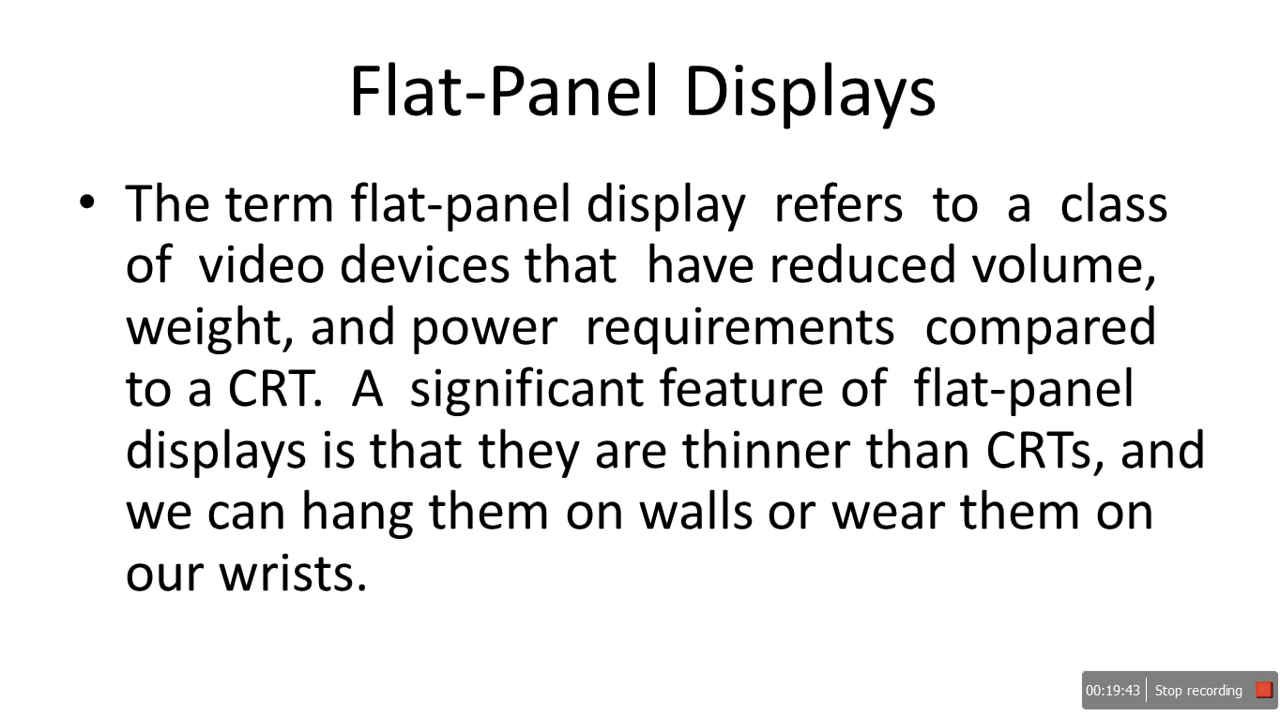 Flat-Panel Displays
• The term flat-panel display refers to a class
of video devices that have reduced volume,
weight, and power requirements compared
to a CRT. A significant feature of flat-panel
displays is that they are thinner than CRTs, and
we can hang them on walls or wear them on
our wrists.
00:19:43 Stop recording